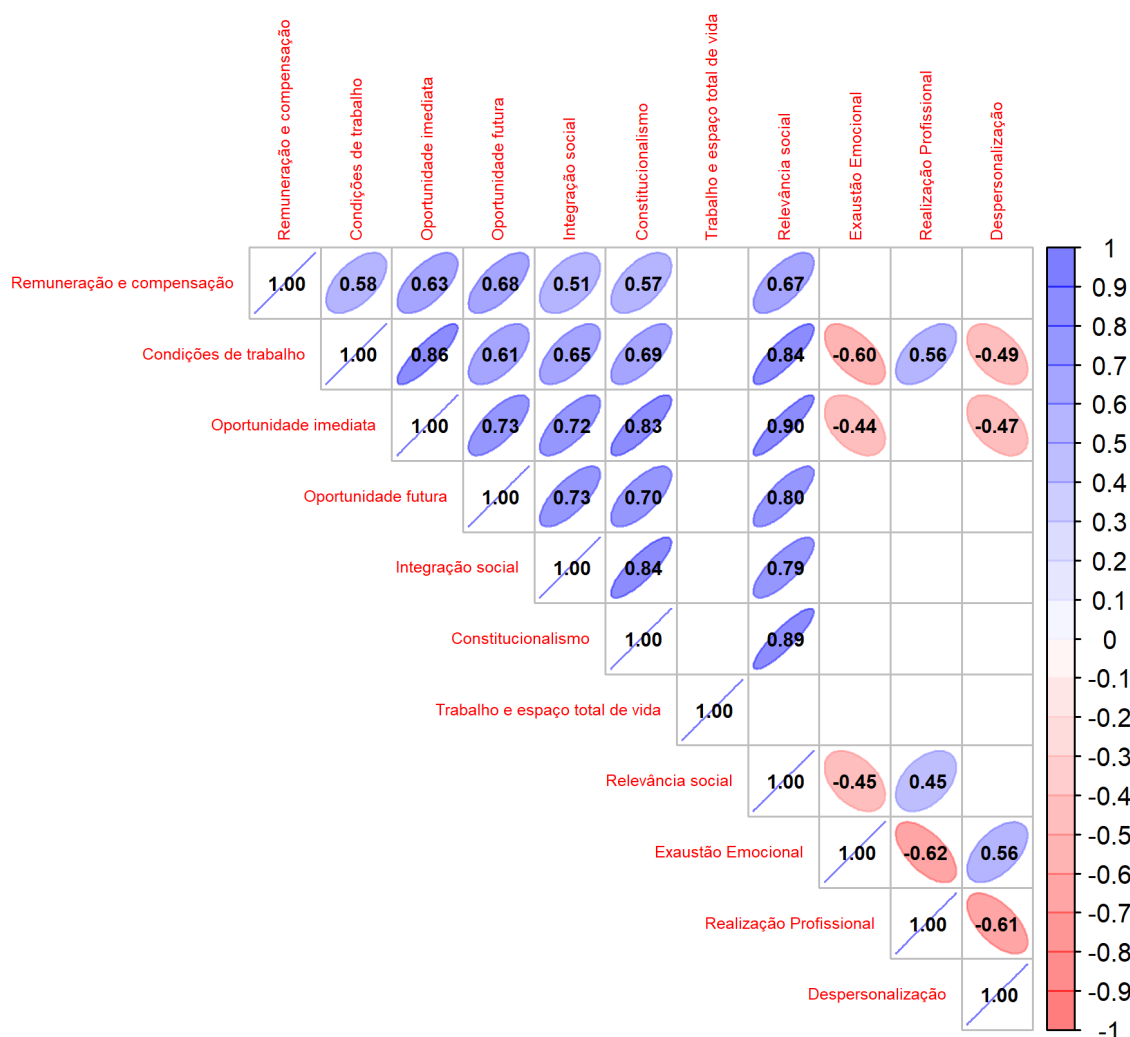 Remuneração e compensação
Condições de trabalho
Oportunidade imediata
Oportunidade futura
Integração social
Constitucionalismo
Trabalho e espaço total de vida
Relevância social
Exaustão Emocional
Realização Profissional
Despersonalização
Remuneração e compensação 1.00 0.58 0.63 0.68 0.51 0.57 0.67
Condições de trabalho 1.00 0.86 0.61 0.65 0.69 0.84 -0.60 0.56 -0.49
Oportunidade imediata 1.00 0.73 0.72 0.83 0.90 -0.44 -0.47
Oportunidade futura 1.00 0.73 0.70 0.80
Integração social 1.00 0.84 0.79
Constitucionalismo 1.00 0.89
Trabalho e espaço total de vida 1.00
Relevância social 1.00 -0.45 0.45
Exaustão Emocional 1.00 -0.62 0.56
Realização Profissional 1.00 -0.61
Despersonalização 1.00
1
0.9
0.8
0.7
0.6
0.5
0.4
0.3
0.2
0.1
0
-0.1
-0.2
-0.3
-0.4
-0.5
-0.6
-0.7
-0.8
-0.9
-1